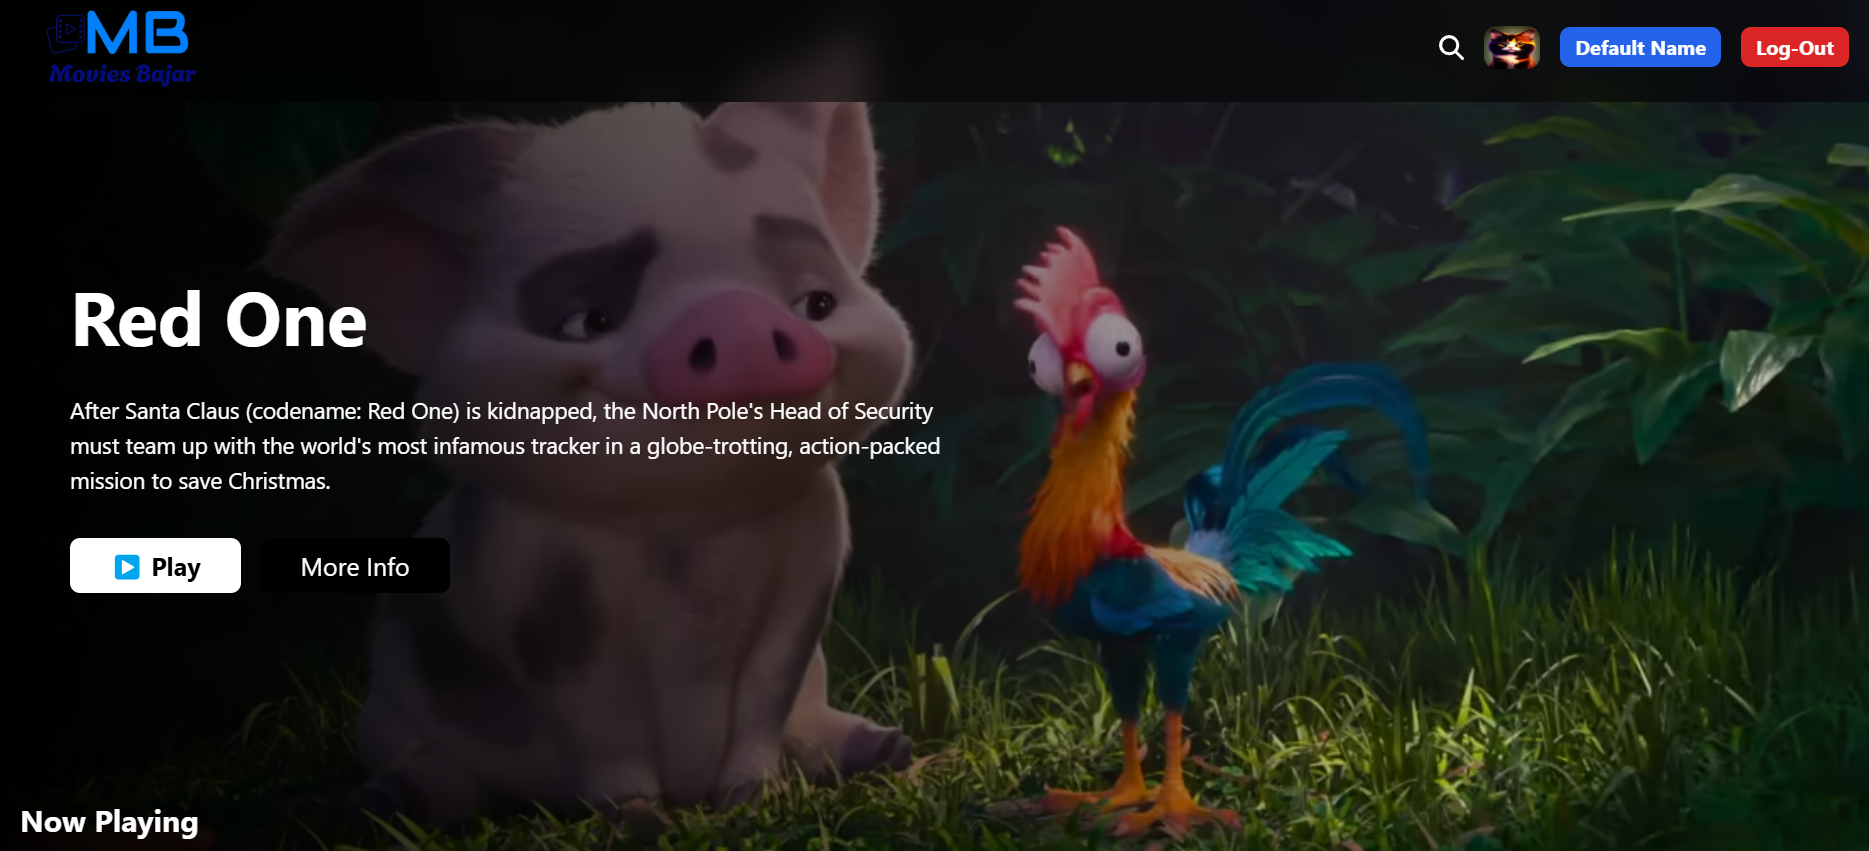 MB
Movies Bajar
Default Name
Log-Out
Red One
After Santa Claus (codename: Red One) is kidnapped, the North Pole's Head of Security
must team up with the world's most infamous tracker in a globe-trotting, action-packed
mission to save Christmas.
Play
More Info
Now Playing